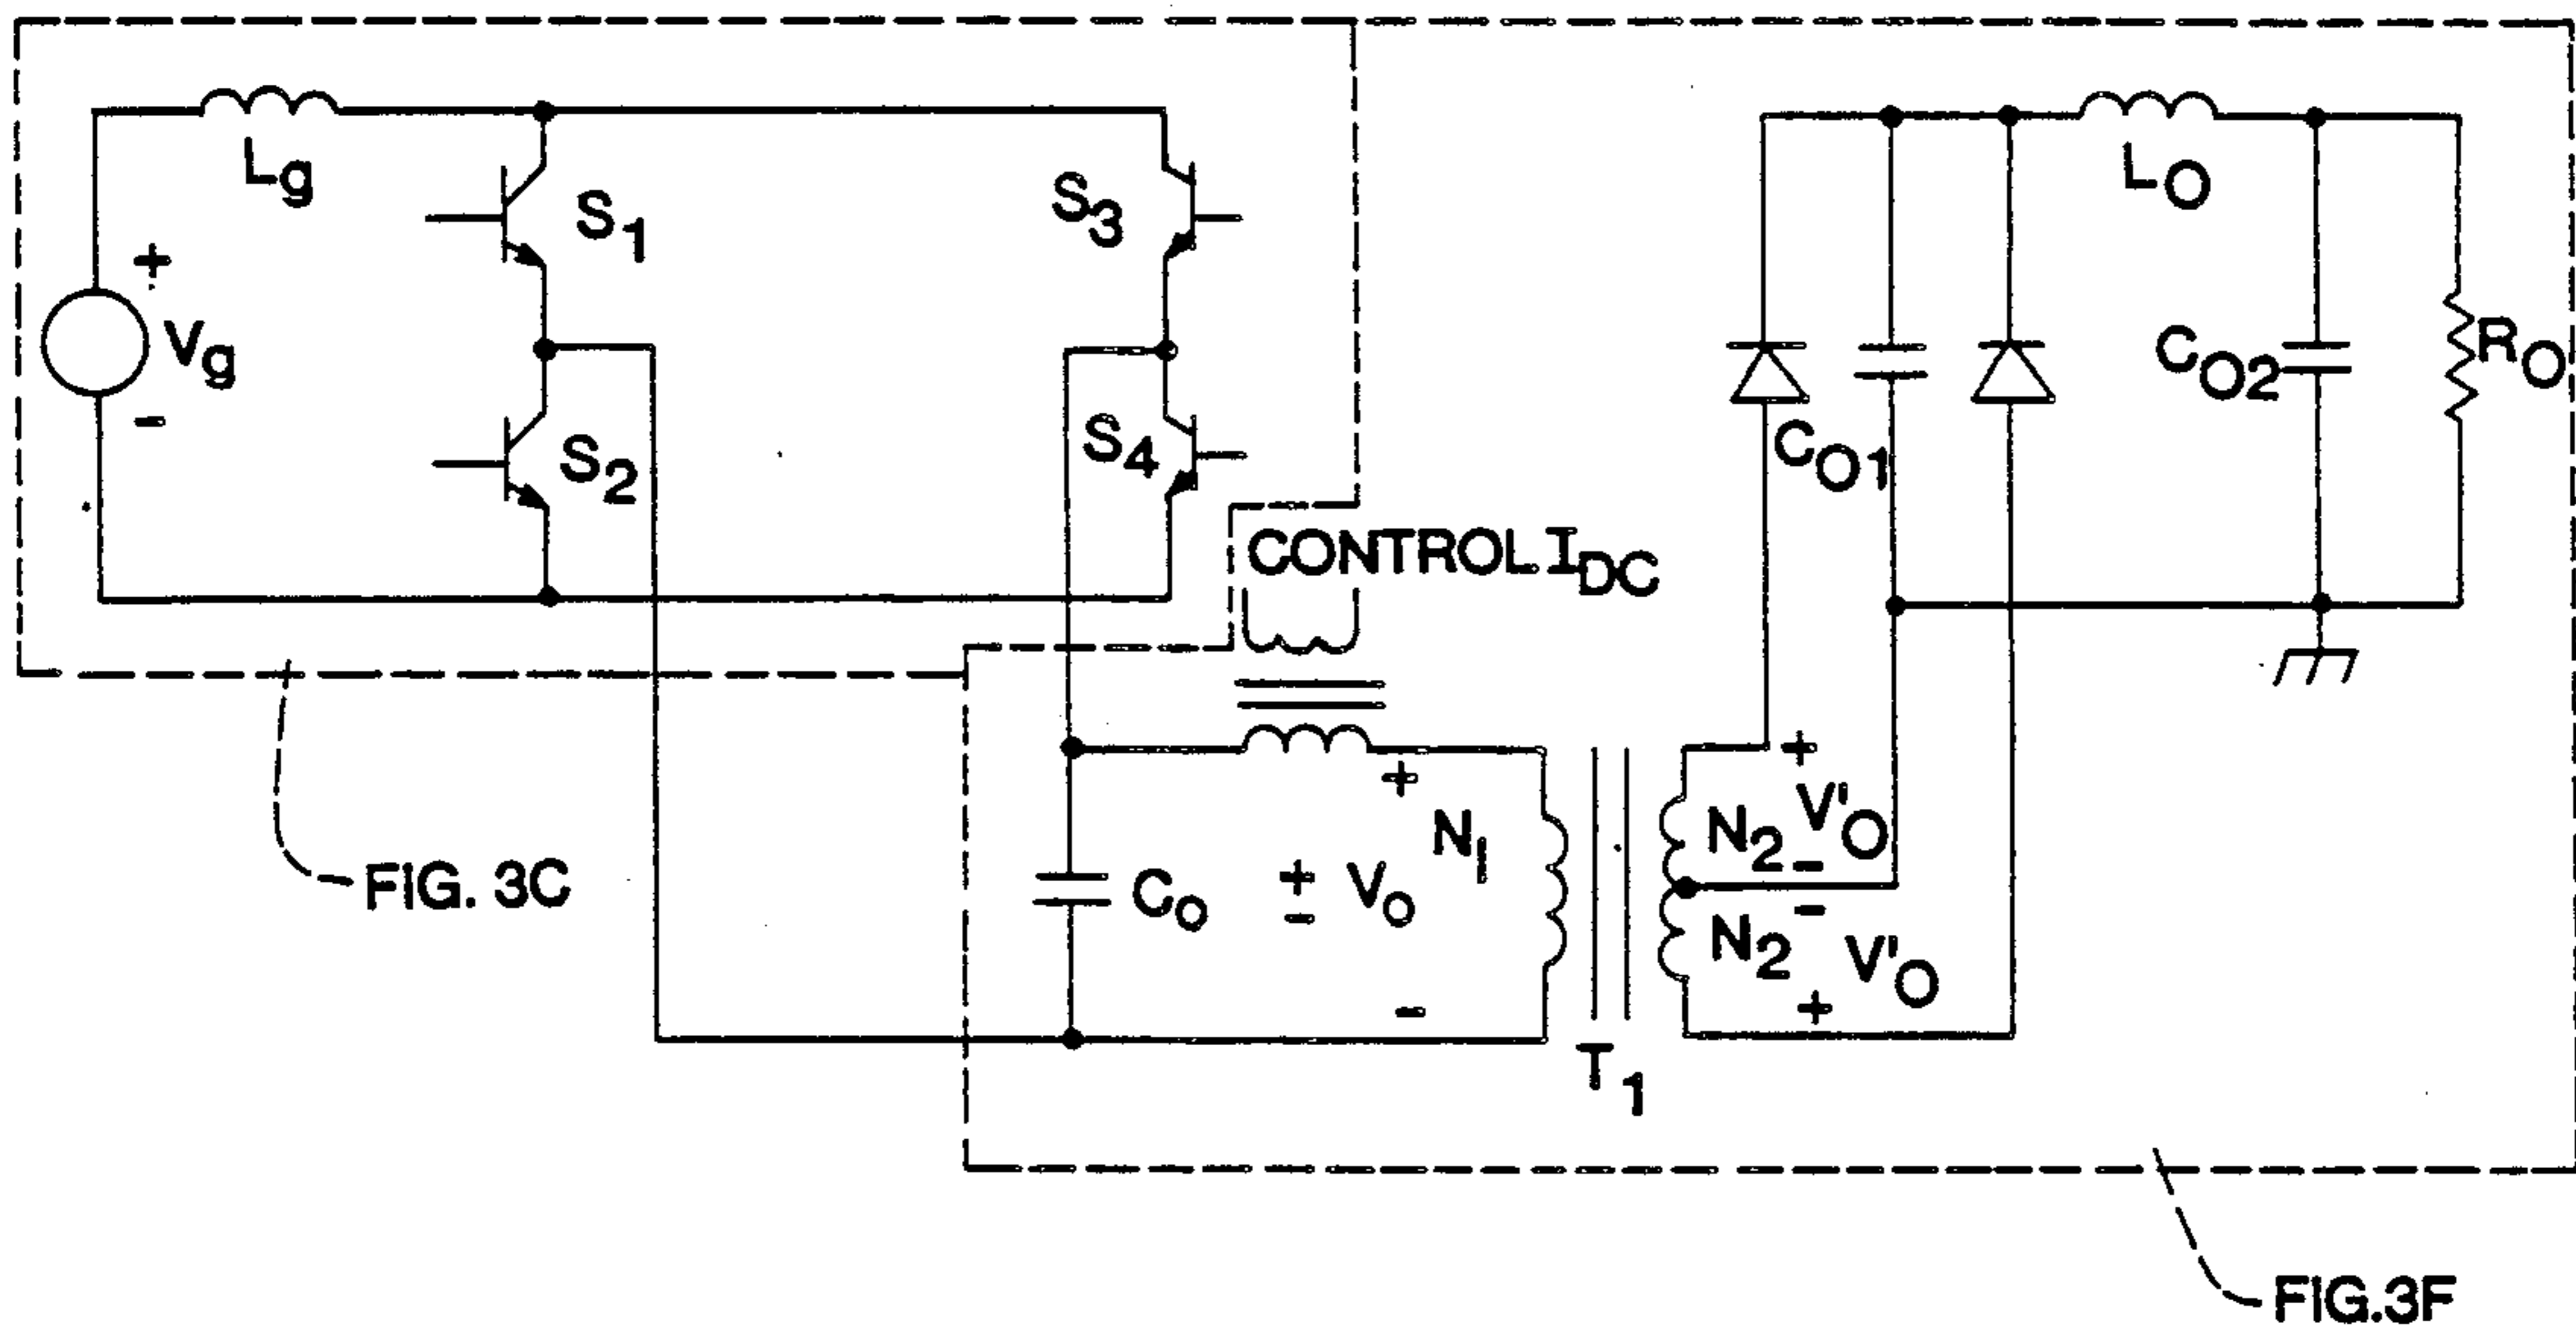 Lg
S1
S3
LO
+
Vg
-
CO2
RO
S2
S4
CO1
CONTROL IDC
+
+
N1
N2
V'O
-
FIG. 3C
Co
+
-
Vo
-
N2
V'O
-
+
T1
FIG.3F